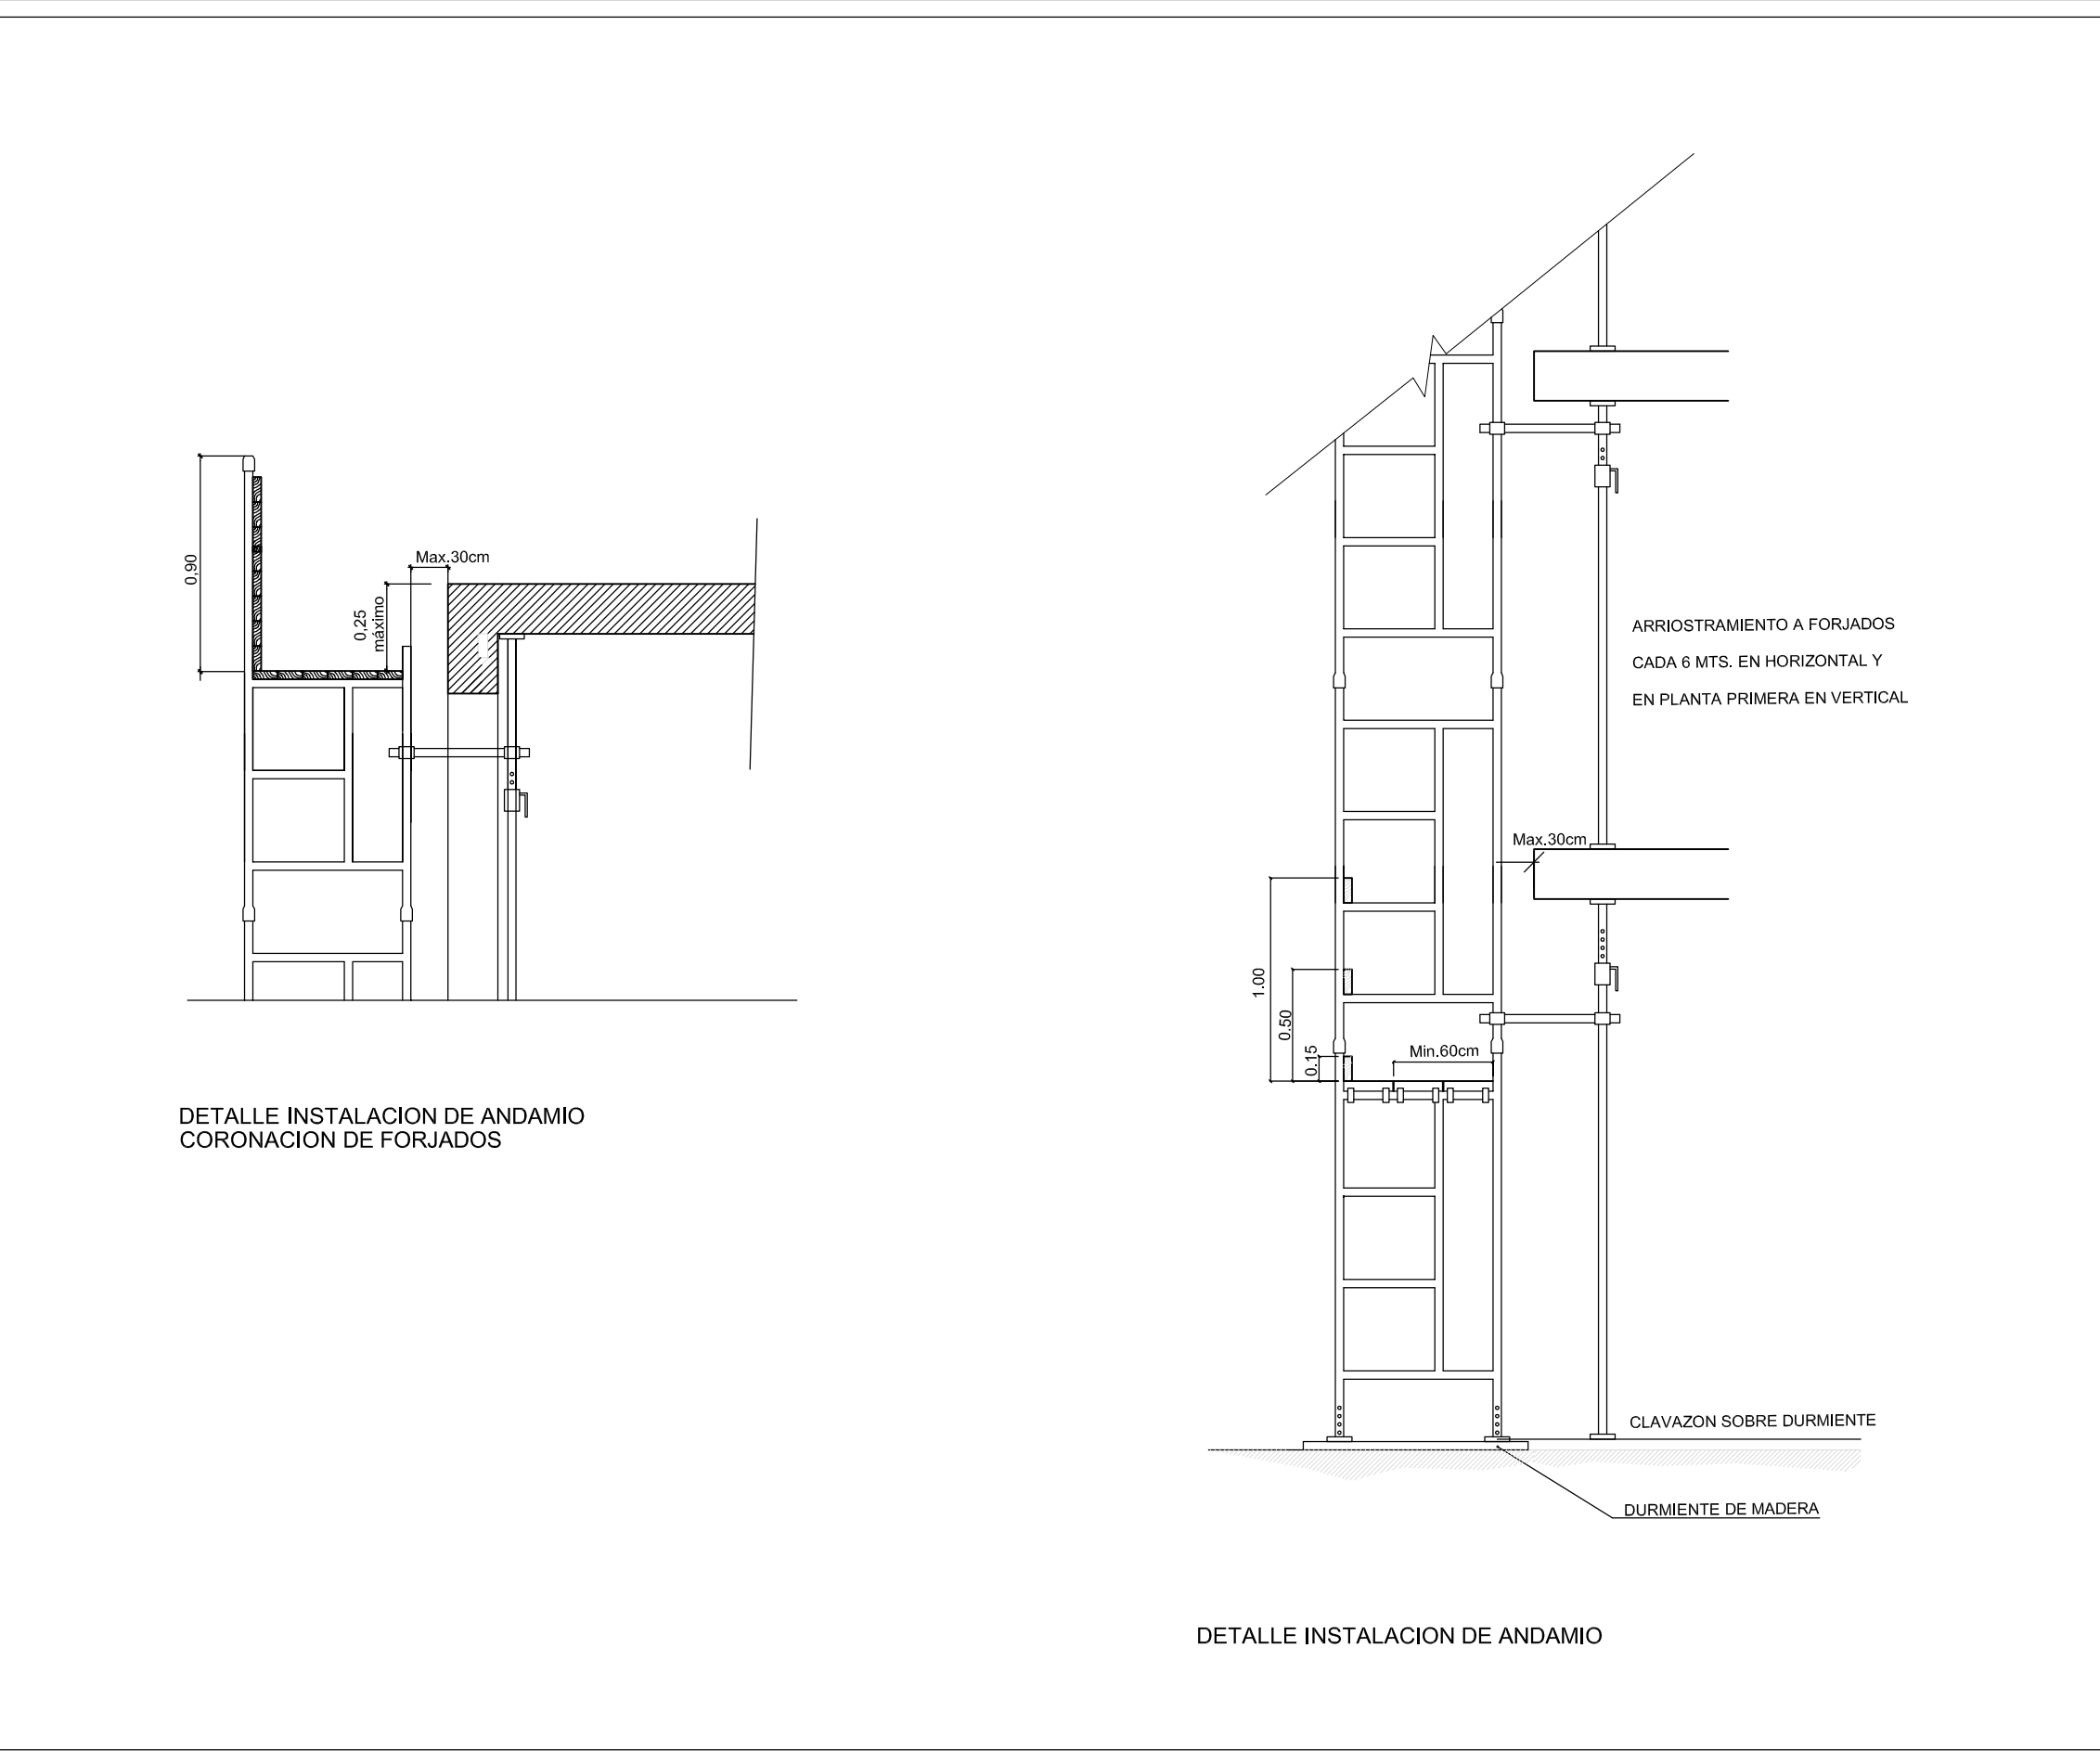 0,90
Max.30cm
0,25
máximo
DETALLE INSTALACION DE ANDAMIO
CORONACION DE FORJADOS
ARRIOSTRAMIENTO A FORJADOS
CADA 6 MTS. EN HORIZONTAL Y
EN PLANTA PRIMERA EN VERTICAL
Max.30cm
1.00
0.50
0.15
Min.60cm
CLAVAZON SOBRE DURMIENTE
DURMIENTE DE MADERA
DETALLE INSTALACION DE ANDAMIO